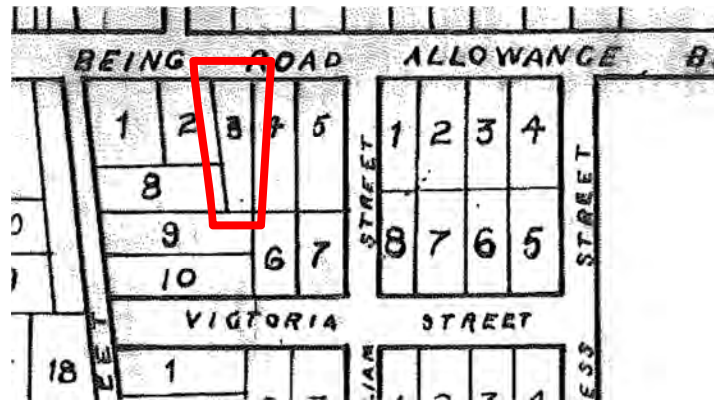 BEING ROAD ALLOWANCE
1 2 3 4 5
1 2 3 4
8
STREET
STREET
9
6 7
8 7 6 5
10
VICTORIA STREET
18
1